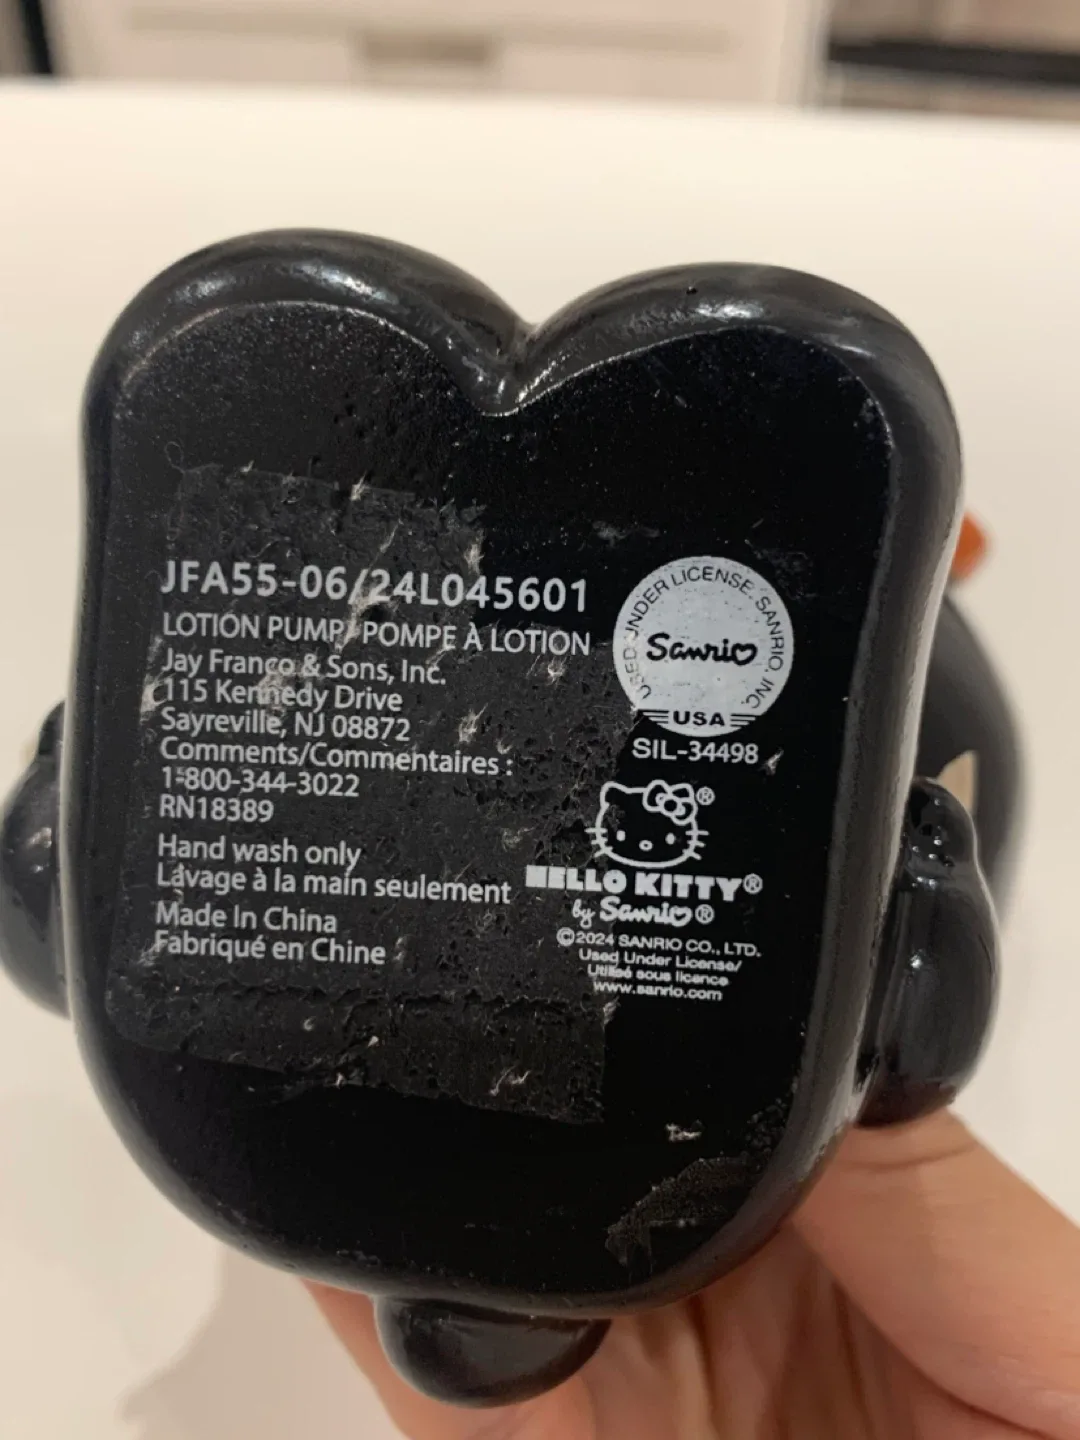 JFA55-06/24L045601
LOTION PUMP/ POMPE À LOTION
Jay Franco & Sons, Inc.
115 Kennedy Drive
Sayreville, NJ 08872
Comments/Commentaires :
1-800-344-3022
RN18389
Hand wash only
Lavage à la main seulement
Made In China
Fabriqué en Chine
USED UNDER LICENSE. SANRIO, INC.
Sanrio
USA
SIL-34498
®
HELLO KITTY®
by Sanrio®
©2024 SANRIO CO., LTD.
Used Under License/
Utilisé sous licence
www.sanrio.com